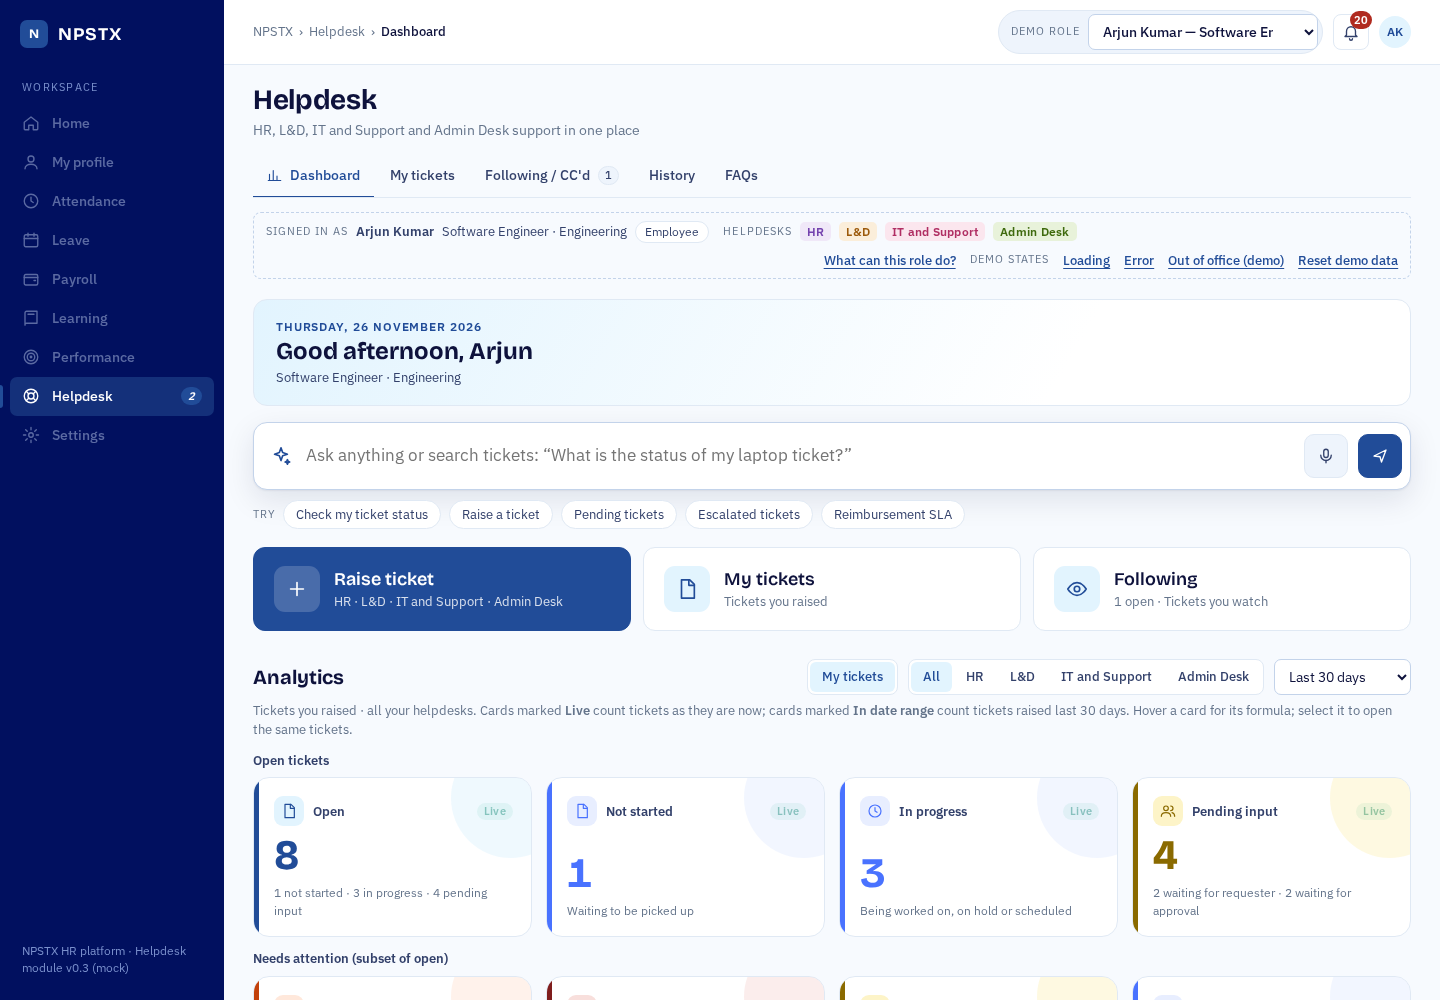 N NPSTX
WORKSPACE
Home
My profile
Attendance
Leave
Payroll
Learning
Performance
Helpdesk 2
Settings
NPSTX HR platform · Helpdesk
module v0.3 (mock)
NPSTX › Helpdesk › Dashboard
DEMO ROLE Arjun Kumar — Software Er
20
AK
Helpdesk
HR, L&D, IT and Support and Admin Desk support in one place
Dashboard My tickets Following / CC'd 1 History FAQs
SIGNED IN AS Arjun Kumar Software Engineer · Engineering Employee HELPDESKS HR L&D IT and Support Admin Desk
What can this role do? DEMO STATES Loading Error Out of office (demo) Reset demo data
THURSDAY, 26 NOVEMBER 2026
Good afternoon, Arjun
Software Engineer · Engineering
Ask anything or search tickets: “What is the status of my laptop ticket?”
TRY Check my ticket status Raise a ticket Pending tickets Escalated tickets Reimbursement SLA
Raise ticket
HR · L&D · IT and Support · Admin Desk
My tickets
Tickets you raised
Following
1 open · Tickets you watch
Analytics
My tickets All HR L&D IT and Support Admin Desk Last 30 days
Tickets you raised · all your helpdesks. Cards marked Live count tickets as they are now; cards marked In date range count tickets raised last 30 days. Hover a card for its formula; select it to open
the same tickets.
Open tickets
Open Live
8
1 not started · 3 in progress · 4 pending
input
Not started Live
1
Waiting to be picked up
In progress Live
3
Being worked on, on hold or scheduled
Pending input Live
4
2 waiting for requester · 2 waiting for
approval
Needs attention (subset of open)